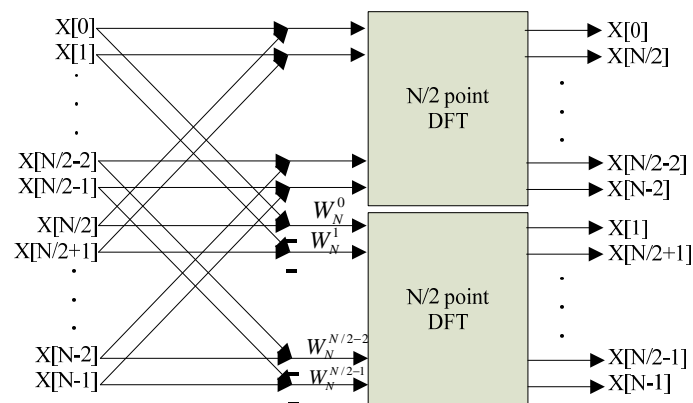 X[0]
X[1]
X[N/2-2]
X[N/2-1]
X[N/2]
X[N/2+1]
X[N-2]
X[N-1]
W_N^0
W_N^1
W_N^{N/2-2}
W_N^{N/2-1}
N/2 point
DFT
N/2 point
DFT
X[0]
X[N/2]
X[N/2-2]
X[N-2]
X[1]
X[N/2+1]
X[N/2-1]
X[N-1]